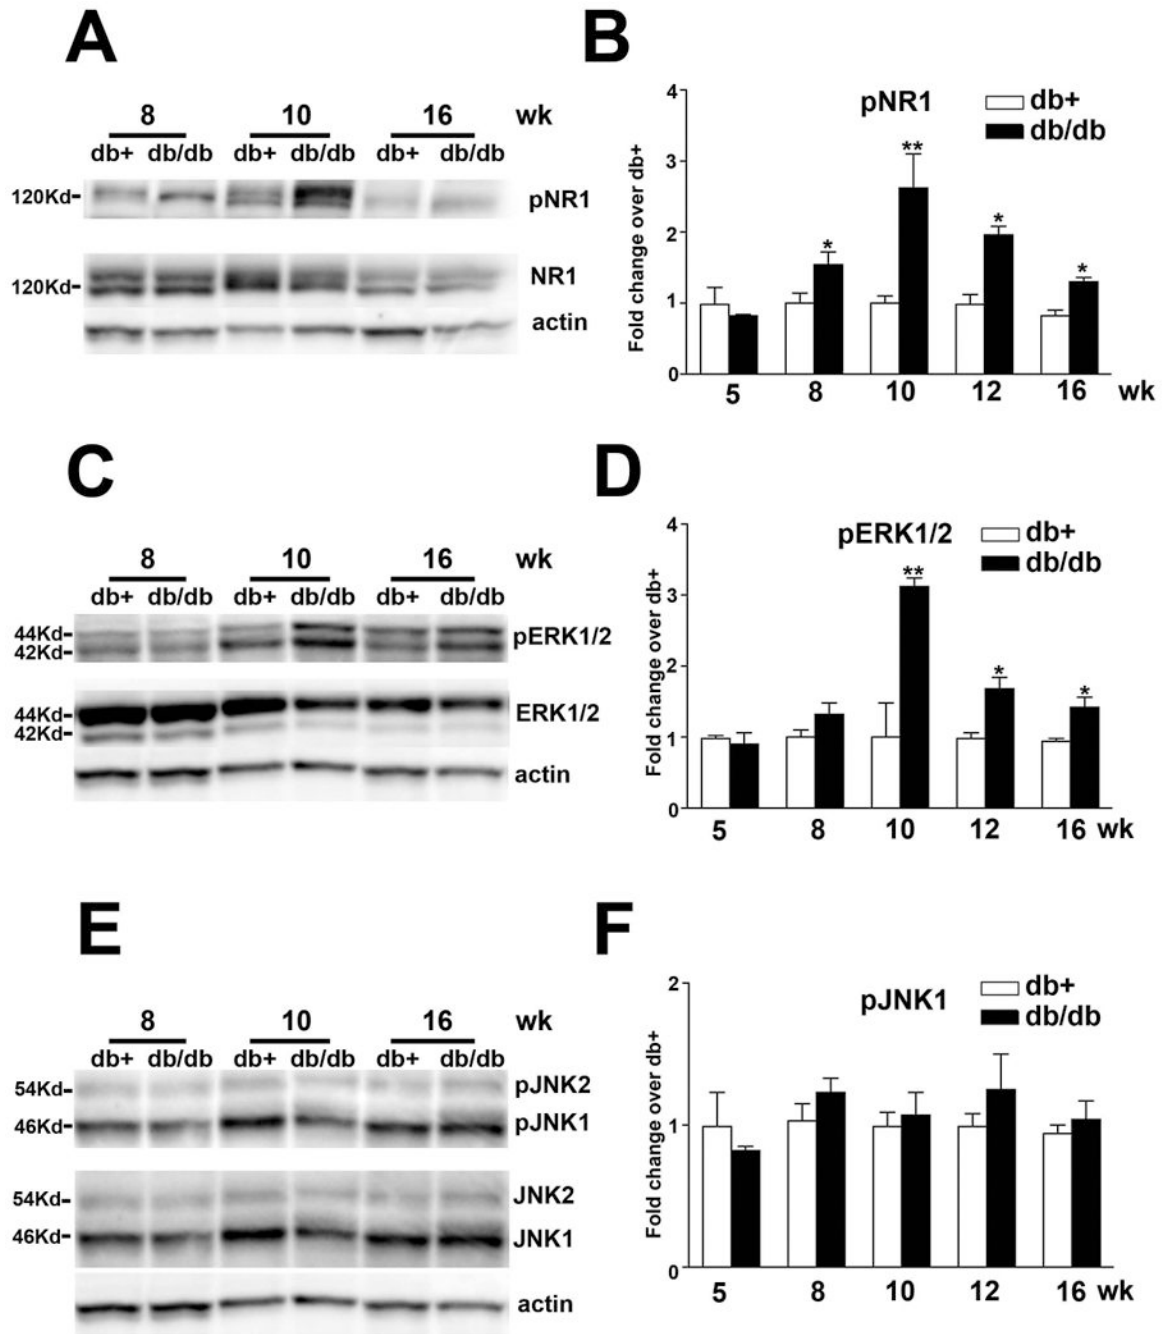 A
8 10 16 wk
db+ db/db db+ db/db db+ db/db
120Kd- pNR1
120Kd- NR1
actin
B
pNR1
db+
db/db
Fold change over db+
4
3
2
1
0
** 
* * *
5 8 10 12 16 wk
C
8 10 16 wk
db+ db/db db+ db/db db+ db/db
44Kd- pERK1/2
42Kd-
44Kd- ERK1/2
42Kd-
actin
D
pERK1/2
db+
db/db
Fold change over db+
4
3
2
1
0
**
* *
5 8 10 12 16 wk
E
8 10 16 wk
db+ db/db db+ db/db db+ db/db
54Kd- pJNK2
46Kd- pJNK1
54Kd- JNK2
46Kd- JNK1
actin
F
pJNK1
db+
db/db
Fold change over db+
2
1
0
5 8 10 12 16 wk